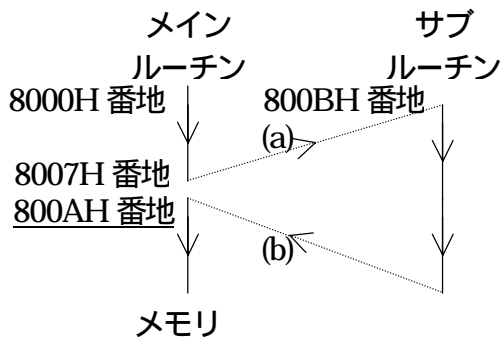 メイン
ルーチン
サブ
ルーチン
8000H 番地
800BH 番地
(a)
8007H 番地
800AH 番地
(b)
メモリ